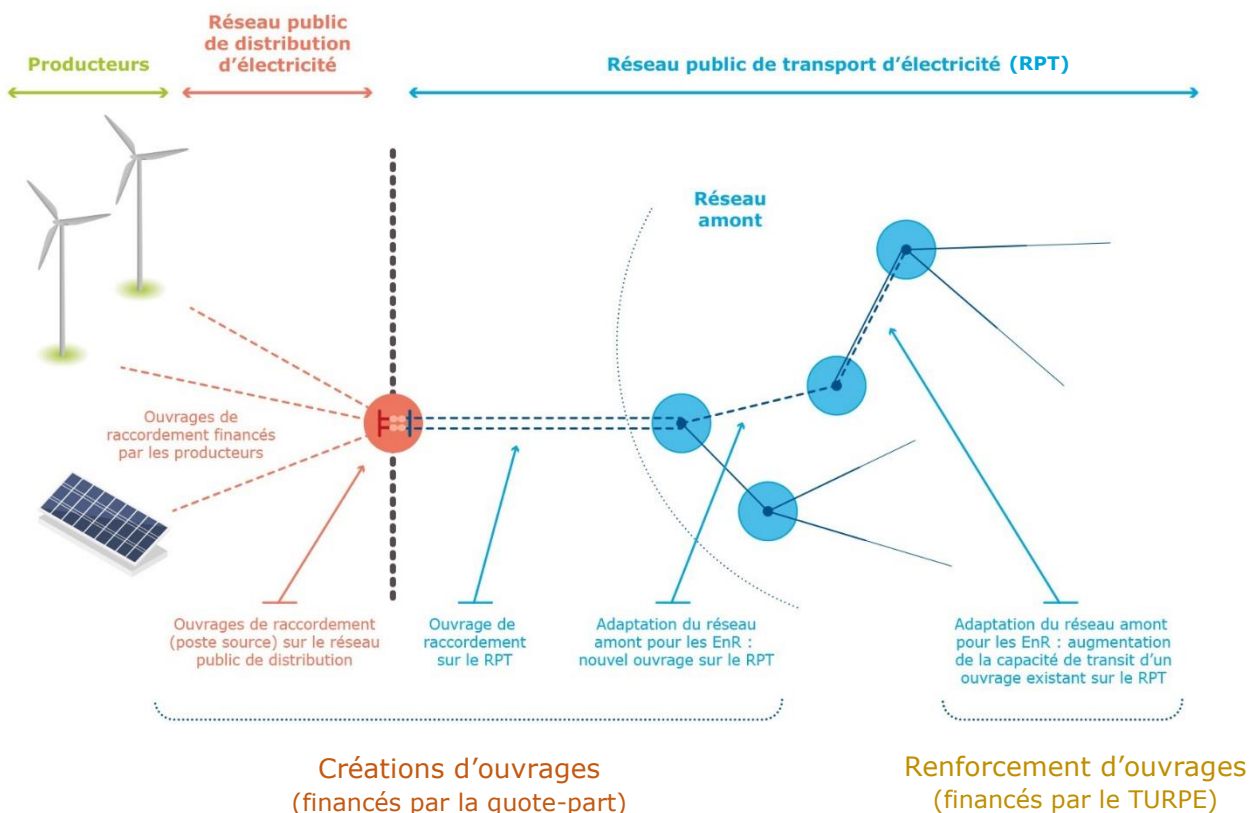 Producteurs
Réseau public
de distribution
d'électricité
Réseau public de transport d'électricité (RPT)
Réseau
amont
Ouvrages de
raccordement financés
par les producteurs
Ouvrages de raccordement
(poste source) sur le réseau
public de distribution
Ouvrage de
raccordement
sur le RPT
Adaptation du réseau
amont pour les EnR :
nouvel ouvrage sur le RPT
Adaptation du réseau amont
pour les EnR : augmentation
de la capacité de transit d'un
ouvrage existant sur le RPT
Créations d'ouvrages
(financés par la quote-part)
Renforcement d'ouvrages
(financés par le TURPE)